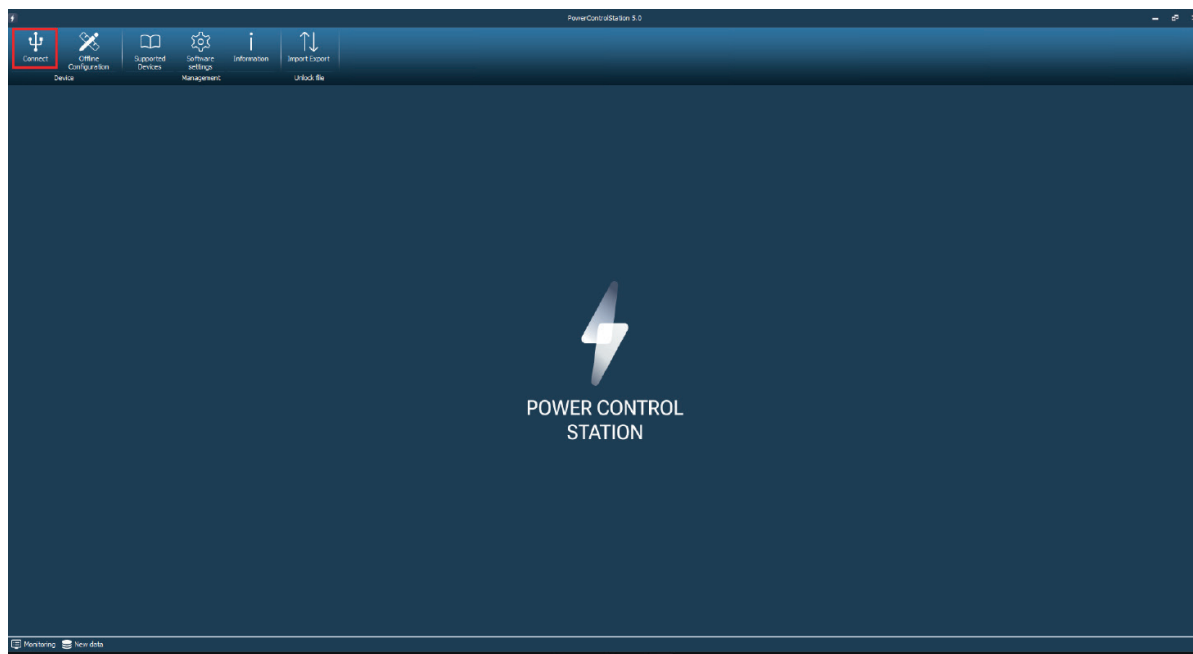 PowerControlStation 5.0
Connect
Offline
Configuration
Supported
Devices
Software
settings
Information
Import Export
Device
Management
Unlock file
POWER CONTROL
STATION
Monitoring
New data